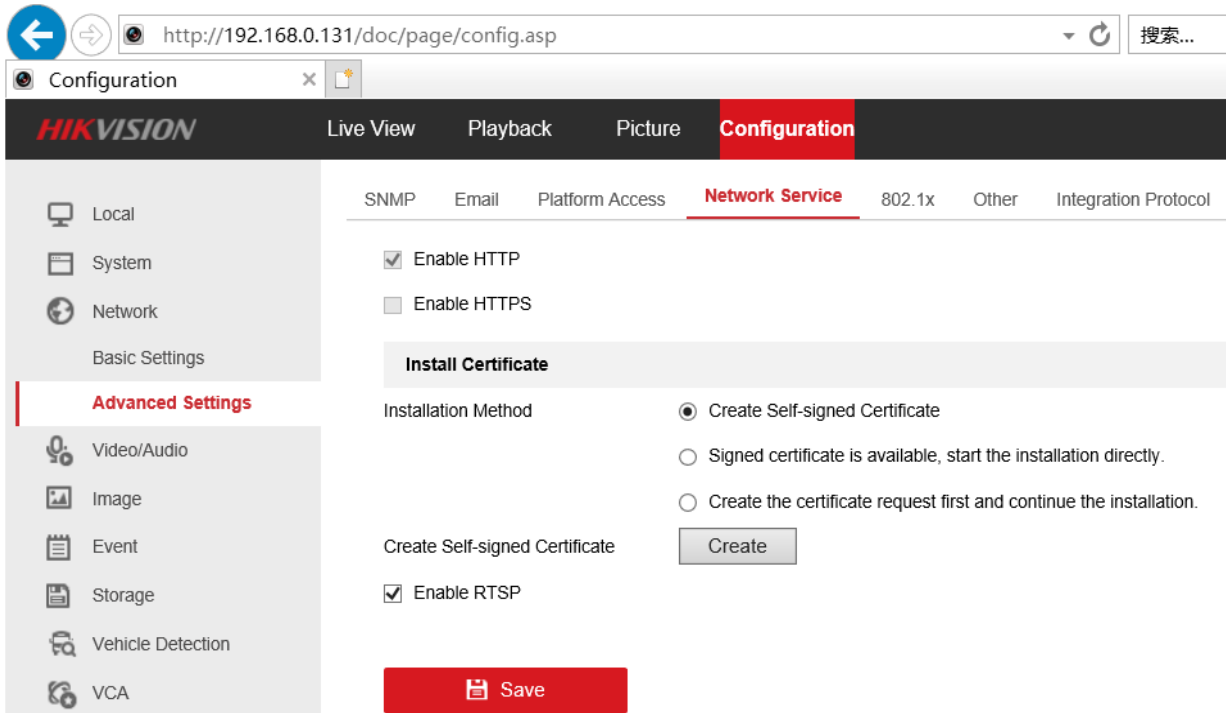 http://192.168.0.131/doc/page/config.asp
搜索...
Configuration
HIKVISION
Live View Playback Picture Configuration
SNMP Email Platform Access Network Service 802.1x Other Integration Protocol
Local
System
Network
Basic Settings
Advanced Settings
Video/Audio
Image
Event
Storage
Vehicle Detection
VCA
Enable HTTP
Enable HTTPS
Install Certificate
Installation Method
Create Self-signed Certificate
Signed certificate is available, start the installation directly.
Create the certificate request first and continue the installation.
Create Self-signed Certificate Create
Enable RTSP
Save